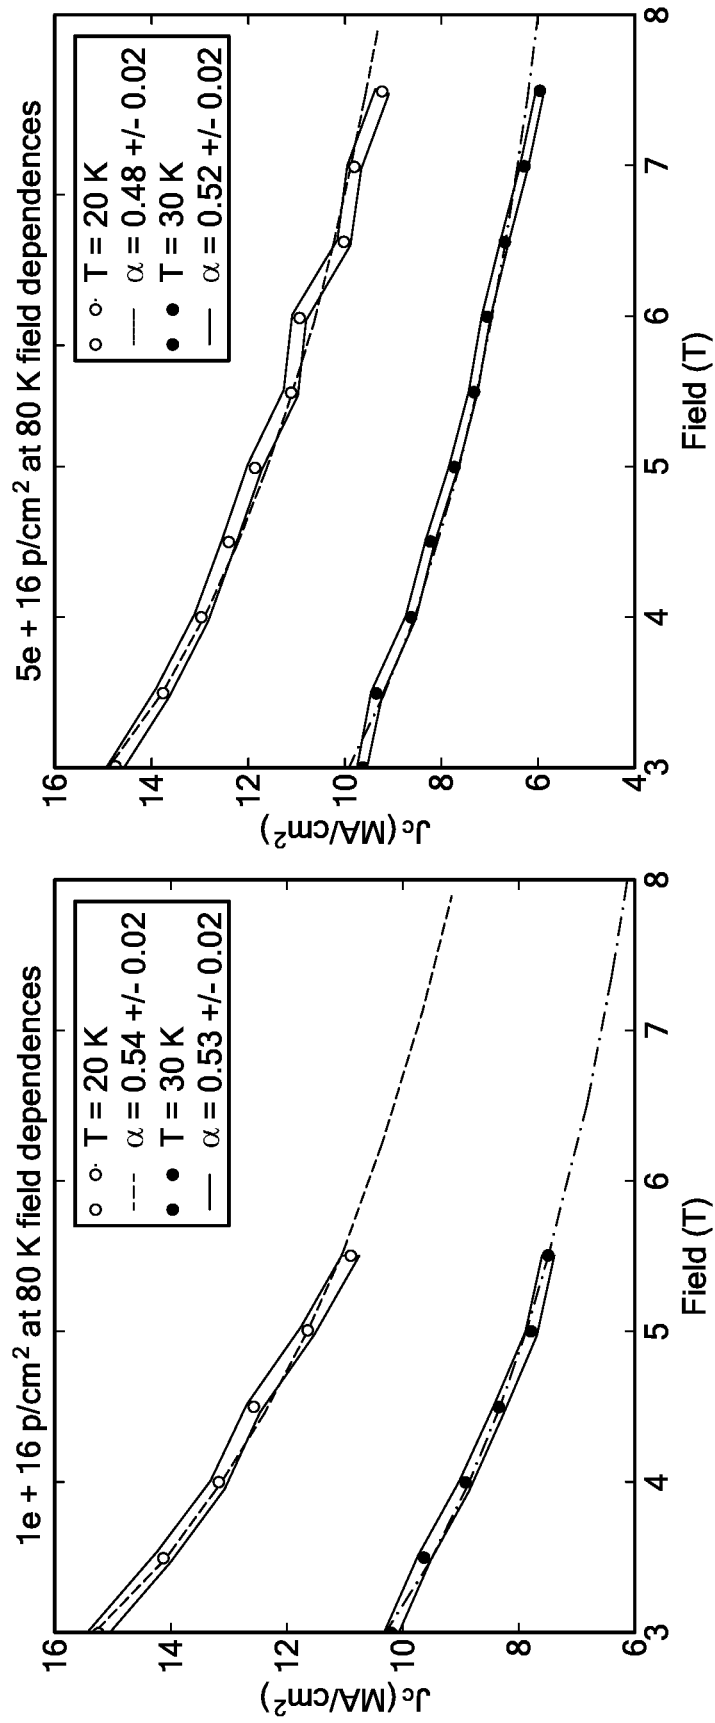 1e + 16 p/cm2 at 80 K field dependences
16
14
12
10
8
6
Jc(MA/cm2)
T = 20 K
α = 0.54 +/- 0.02
T = 30 K
α = 0.53 +/- 0.02
3
4
5
6
7
8
Field (T)
5e + 16 p/cm2 at 80 K field dependences
16
14
12
10
8
6
4
Jc(MA/cm2)
T = 20 K
α = 0.48 +/- 0.02
T = 30 K
α = 0.52 +/- 0.02
3
4
5
6
7
8
Field (T)